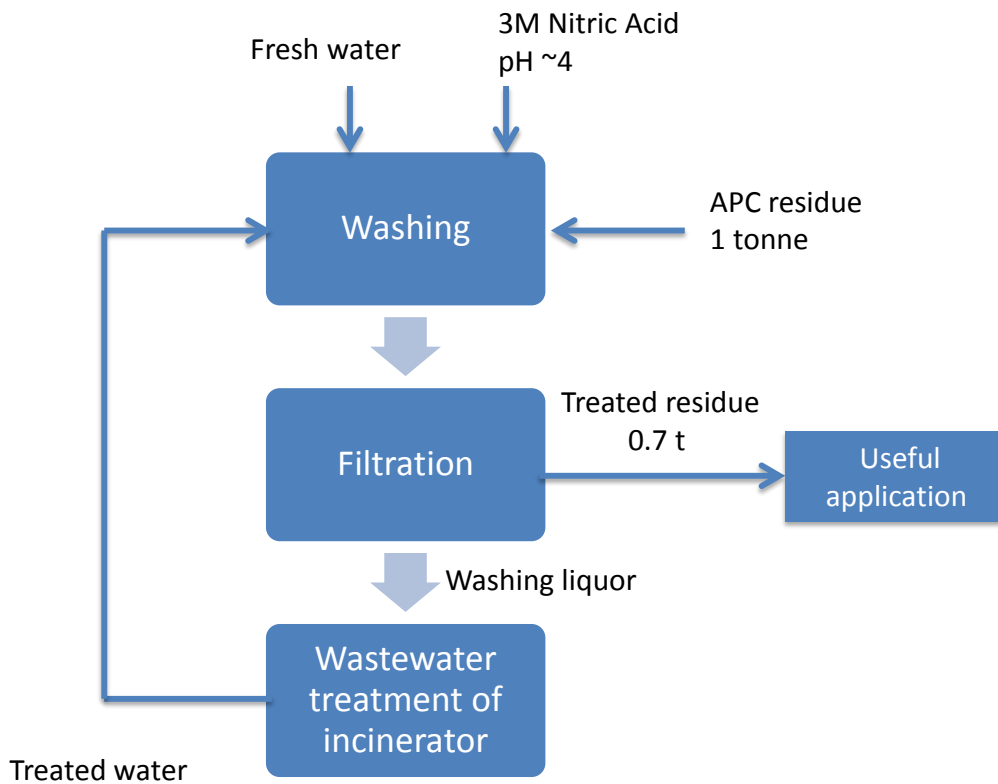 Fresh water
3M Nitric Acid
pH ~4
Washing
APC residue
1 tonne
Filtration
Treated residue
0.7 t
Useful
application
Washing liquor
Wastewater
treatment of
incinerator
Treated water